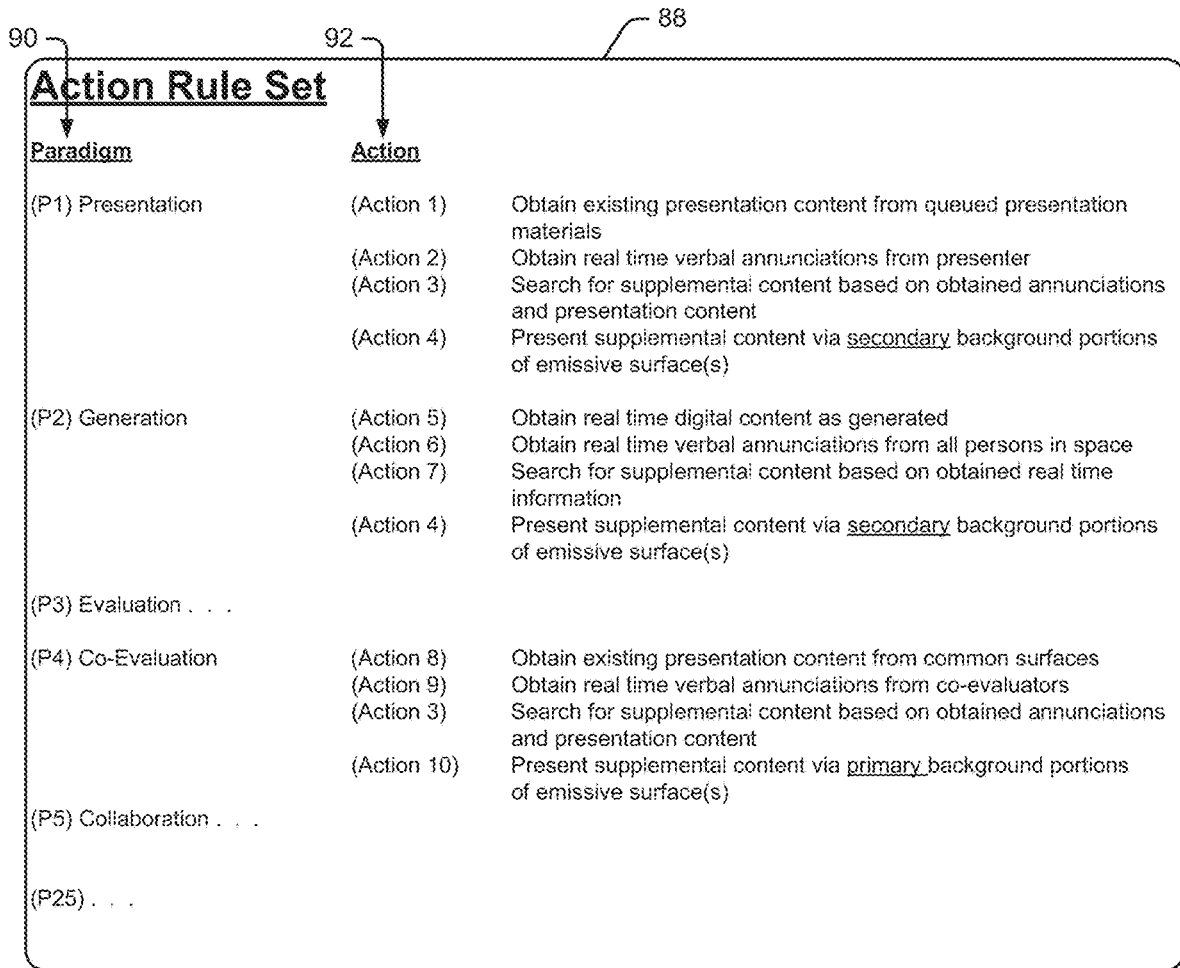 88
90
92
Action Rule Set
Paradigm Action
(P1) Presentation (Action 1) Obtain existing presentation content from queued presentation
materials
(Action 2) Obtain real time verbal annunciations from presenter
(Action 3) Search for supplemental content based on obtained annunciations
and presentation content
(Action 4) Present supplemental content via secondary background portions
of emissive surface(s)
(P2) Generation (Action 5) Obtain real time digital content as generated
(Action 6) Obtain real time verbal annunciations from all persons in space
(Action 7) Search for supplemental content based on obtained real time
information
(Action 4) Present supplemental content via secondary background portions
of emissive surface(s)
(P3) Evaluation . . .
(P4) Co-Evaluation (Action 8) Obtain existing presentation content from common surfaces
(Action 9) Obtain real time verbal annunciations from co-evaluators
(Action 3) Search for supplemental content based on obtained annunciations
and presentation content
(Action 10) Present supplemental content via primary background portions
of emissive surface(s)
(P5) Collaboration . . .
(P25) . . .